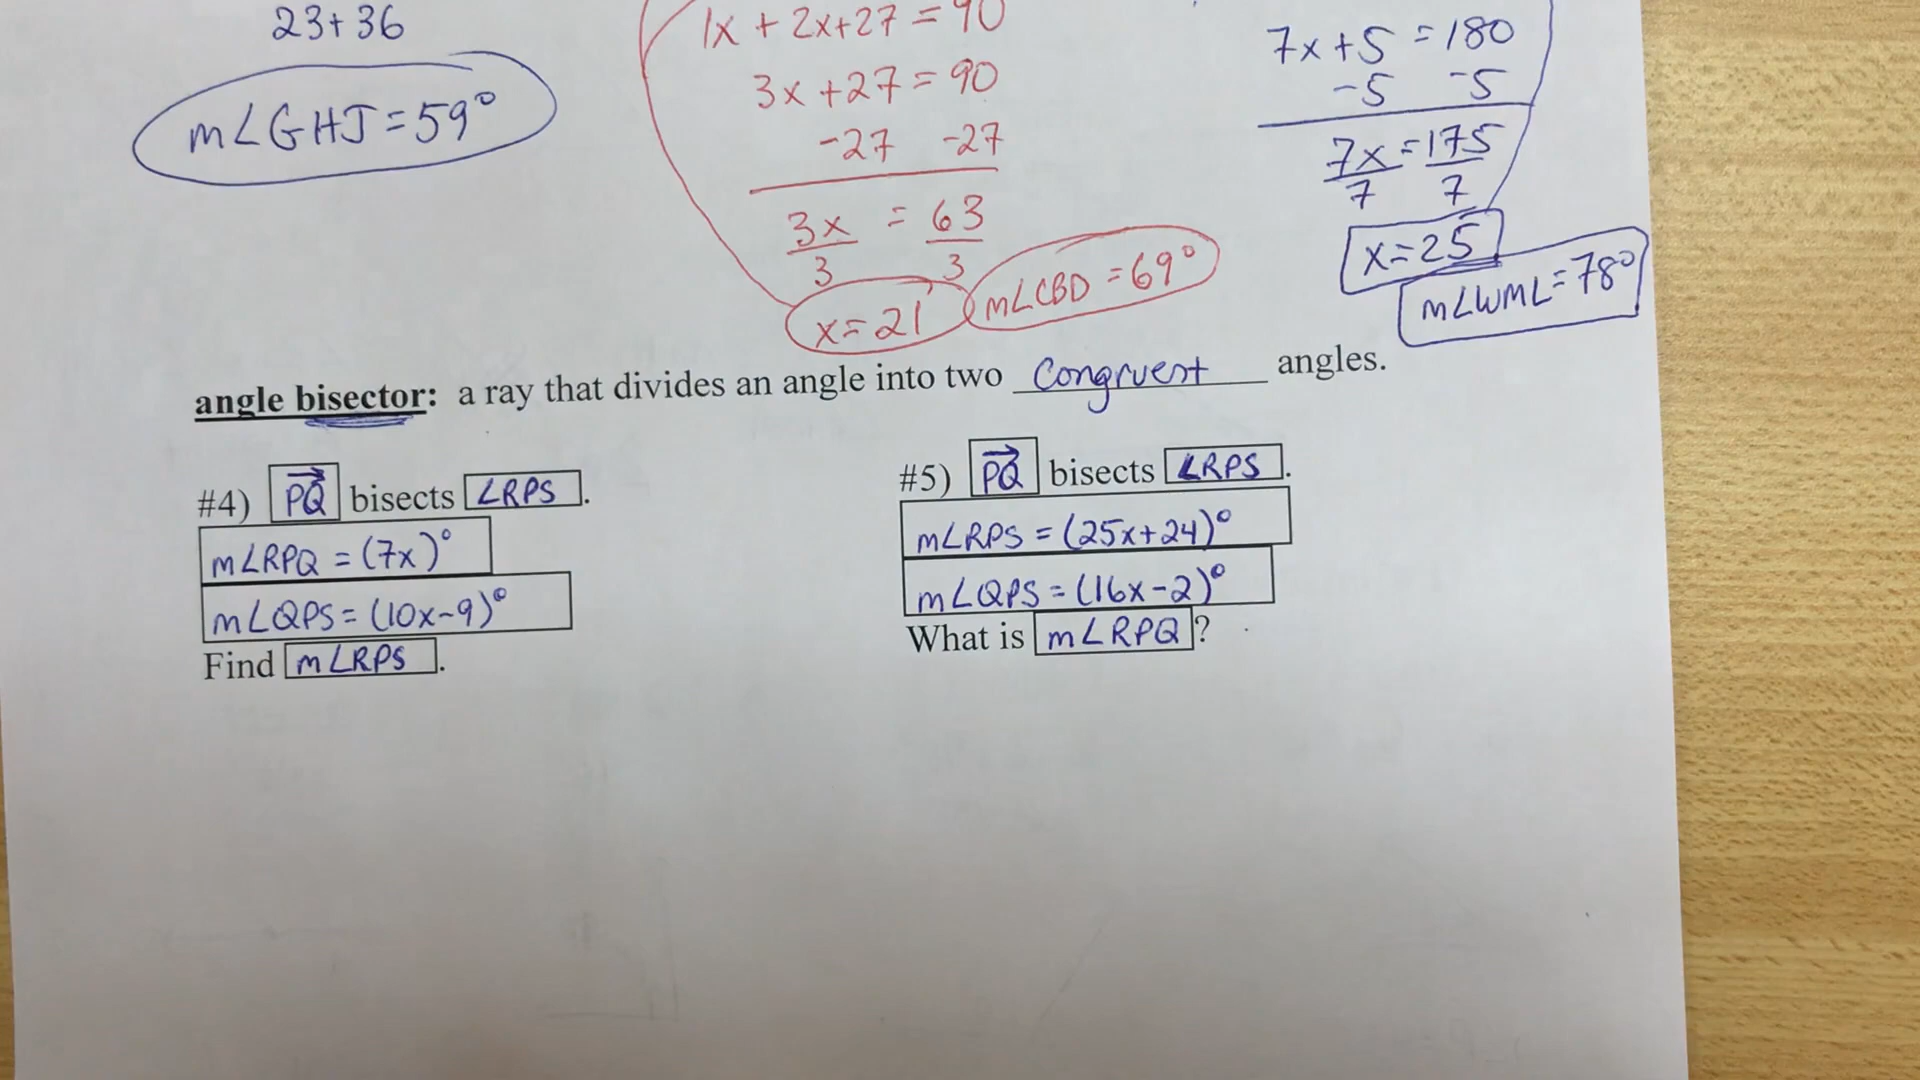 23+36
m∠GHJ=59°
1x+2x+27=90
3x+27=90
-27 -27
3x = 63
3 3
x=21
m∠CBD=69°
7x+5=180
-5 -5
7x=175
7 7
x=25
m∠WML=78°
angle bisector: a ray that divides an angle into two Congruent angles.
#4) PQ bisects ∠RPS.
m∠RPQ = (7x)°
m∠QPS = (10x-9)°
Find m∠RPS.
#5) PQ bisects ∠RPS.
m∠RPS = (25x+24)°
m∠QPS = (16x-2)°
What is m∠RPQ?